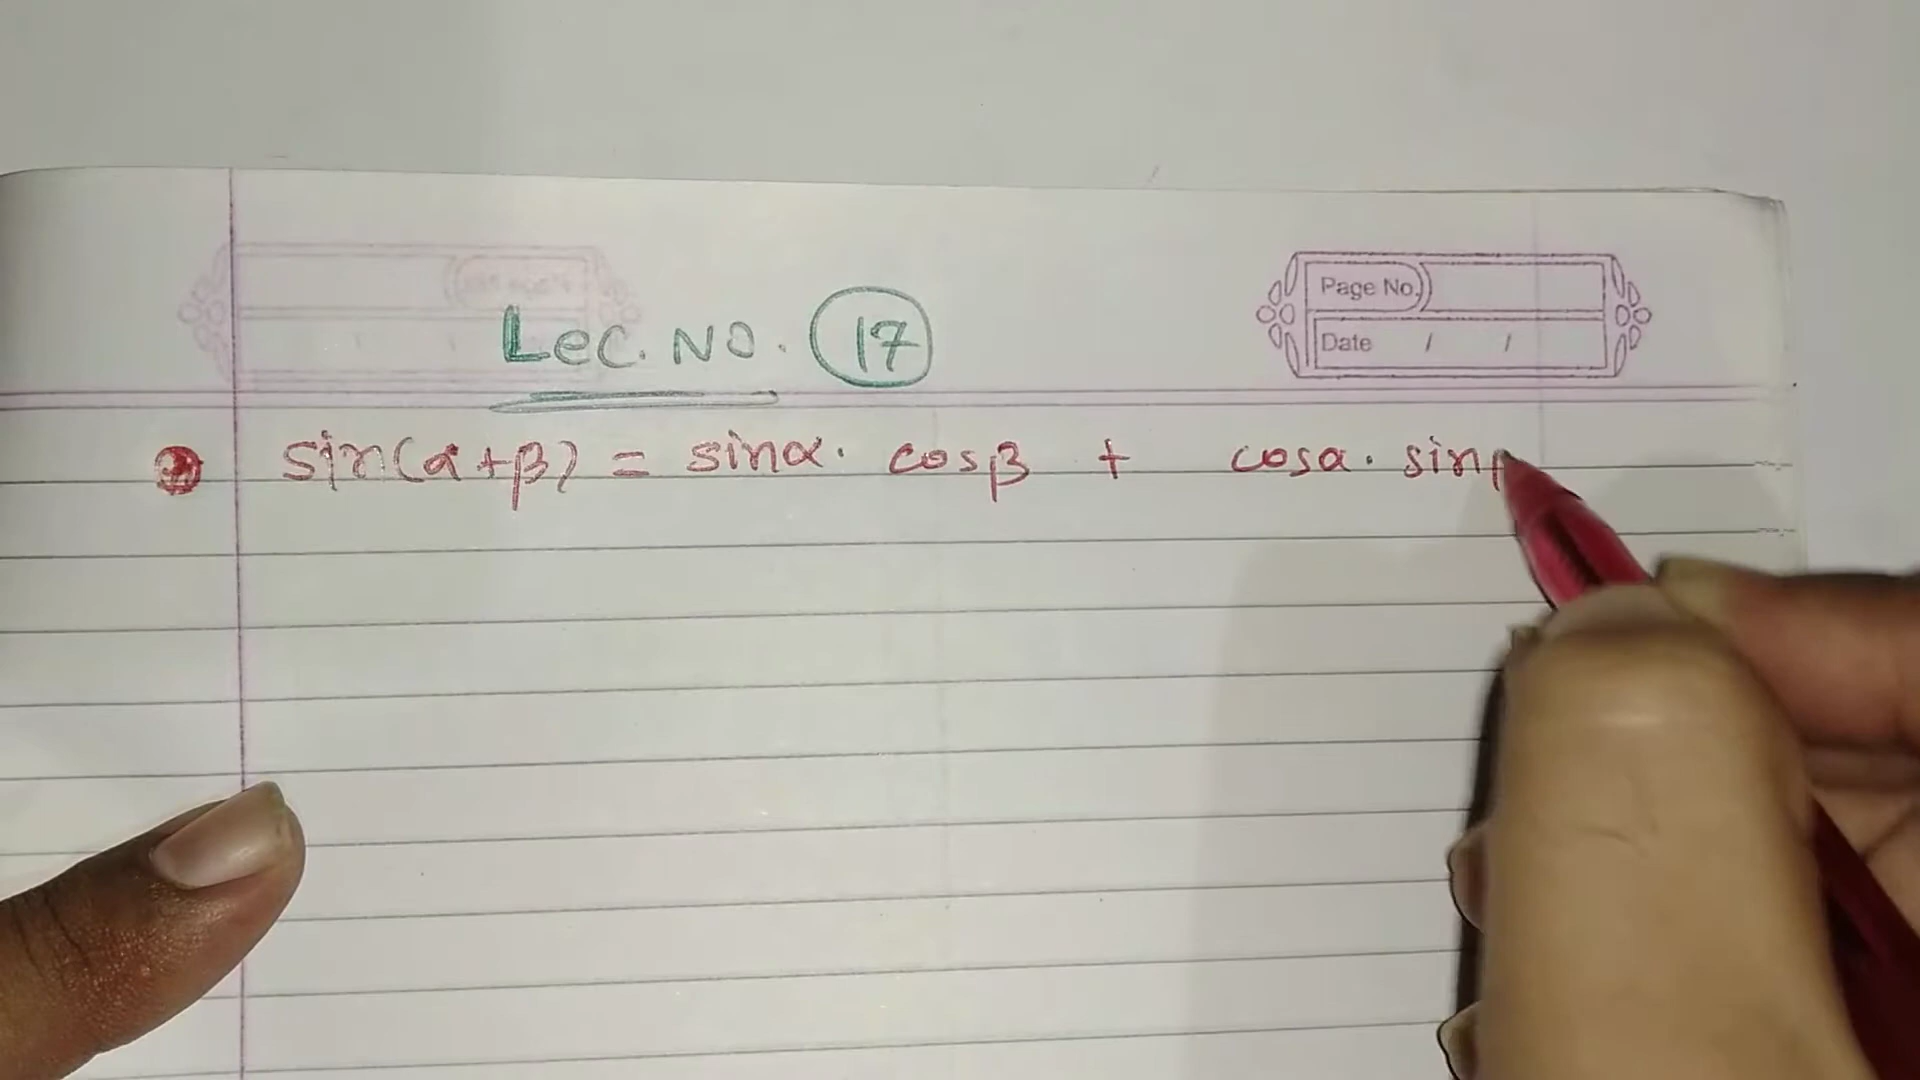 Page No.
Lec. No. 17
Date / /
sin(α+β) = sinα. cosβ + cosα. sin